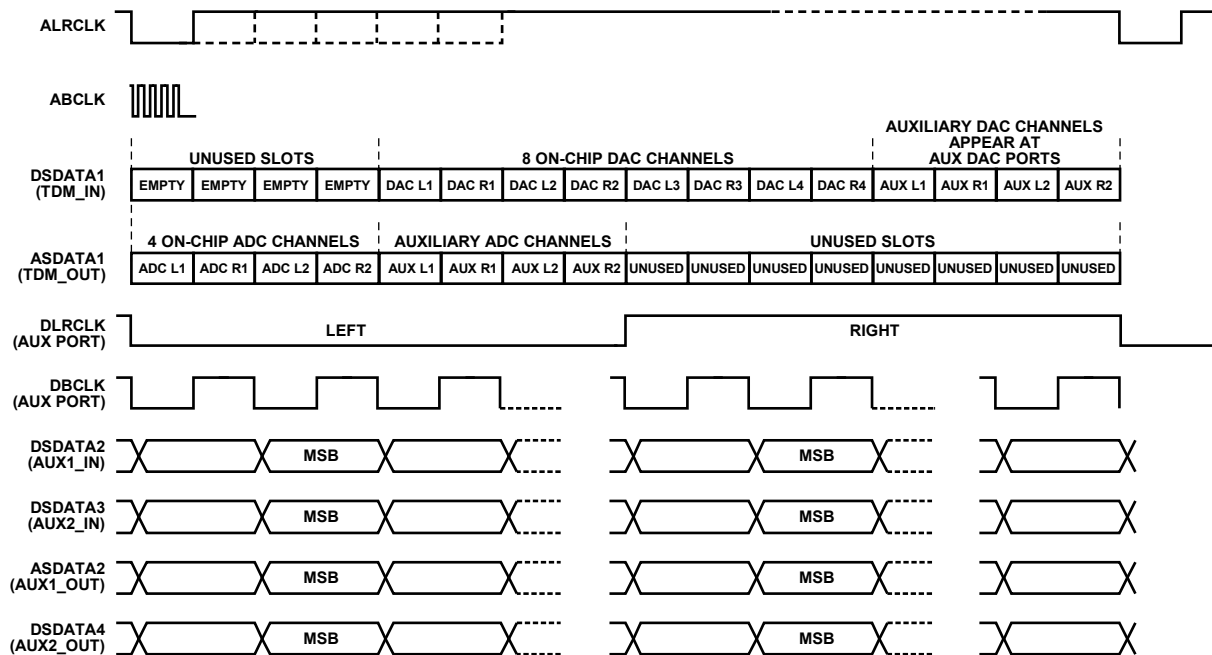 ALRCLK
ABCLK
AUXILIARY DAC CHANNELS
APPEAR AT
AUX DAC PORTS
UNUSED SLOTS 8 ON-CHIP DAC CHANNELS
DSDATA1
(TDM_IN)
EMPTY EMPTY EMPTY EMPTY DAC L1 DAC R1 DAC L2 DAC R2 DAC L3 DAC R3 DAC L4 DAC R4 AUX L1 AUX R1 AUX L2 AUX R2
4 ON-CHIP ADC CHANNELS AUXILIARY ADC CHANNELS UNUSED SLOTS
ASDATA1
(TDM_OUT)
ADC L1 ADC R1 ADC L2 ADC R2 AUX L1 AUX R1 AUX L2 AUX R2 UNUSED UNUSED UNUSED UNUSED UNUSED UNUSED UNUSED UNUSED
DLRCLK
(AUX PORT)
LEFT RIGHT
DBCLK
(AUX PORT)
DSDATA2
(AUX1_IN)
MSB MSB
DSDATA3
(AUX2_IN)
MSB MSB
ASDATA2
(AUX1_OUT)
MSB MSB
DSDATA4
(AUX2_OUT)
MSB MSB